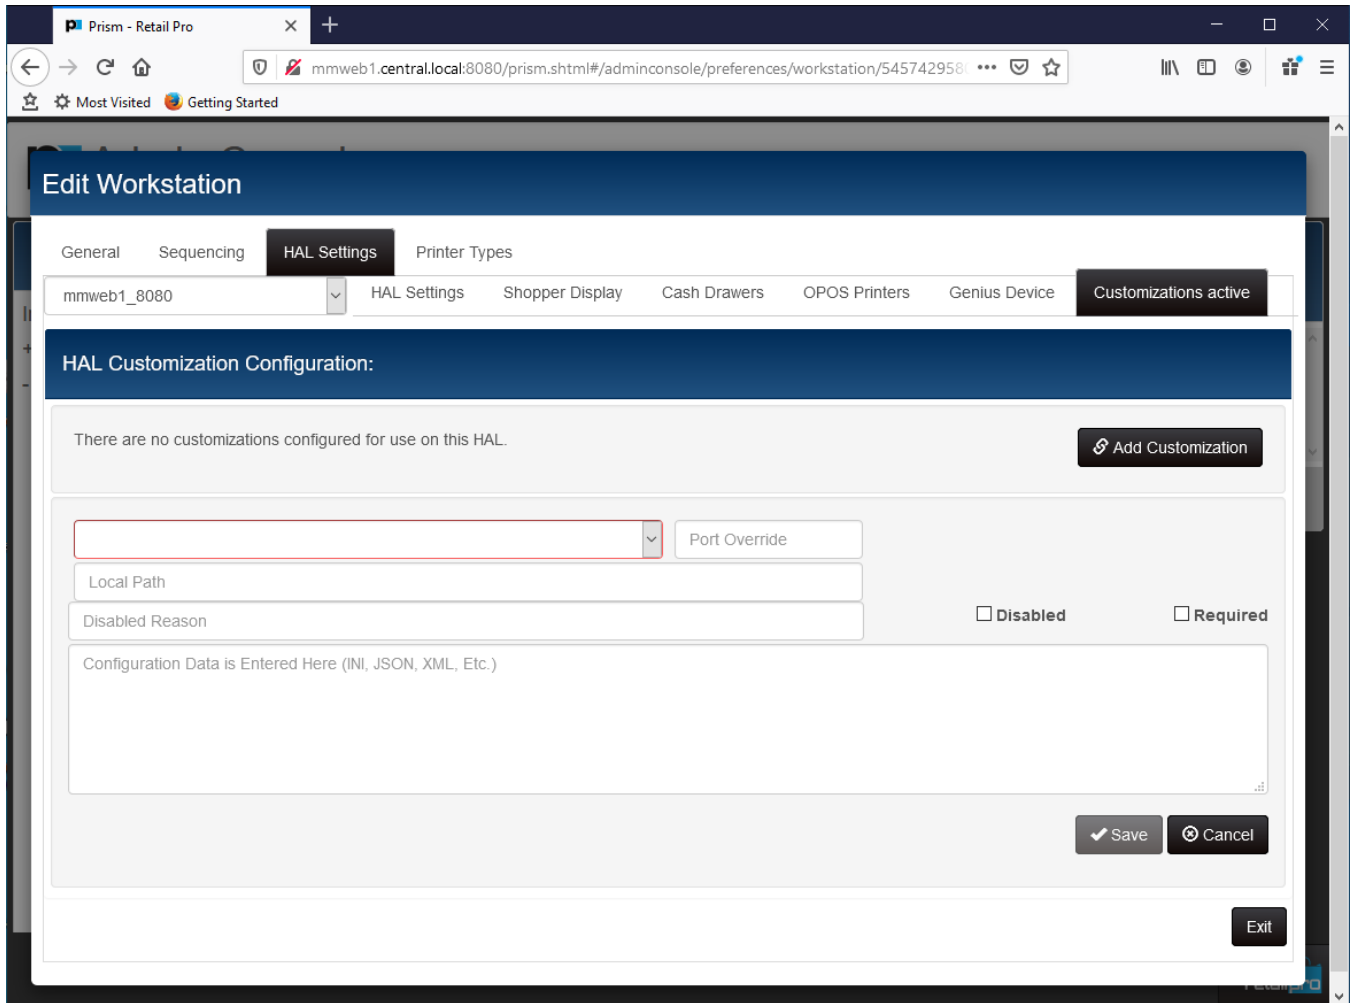 Prism - Retail Pro
mmweb1.central.local:8080/prism.shtml#/adminconsole/preferences/workstation/545742958
Most Visited Getting Started
Edit Workstation
General Sequencing HAL Settings Printer Types
mmweb1_8080 HAL Settings Shopper Display Cash Drawers OPOS Printers Genius Device Customizations active
HAL Customization Configuration:
There are no customizations configured for use on this HAL.
Add Customization
Port Override
Local Path
Disabled Reason Disabled Required
Configuration Data is Entered Here (INI, JSON, XML, Etc.)
Save Cancel
Exit